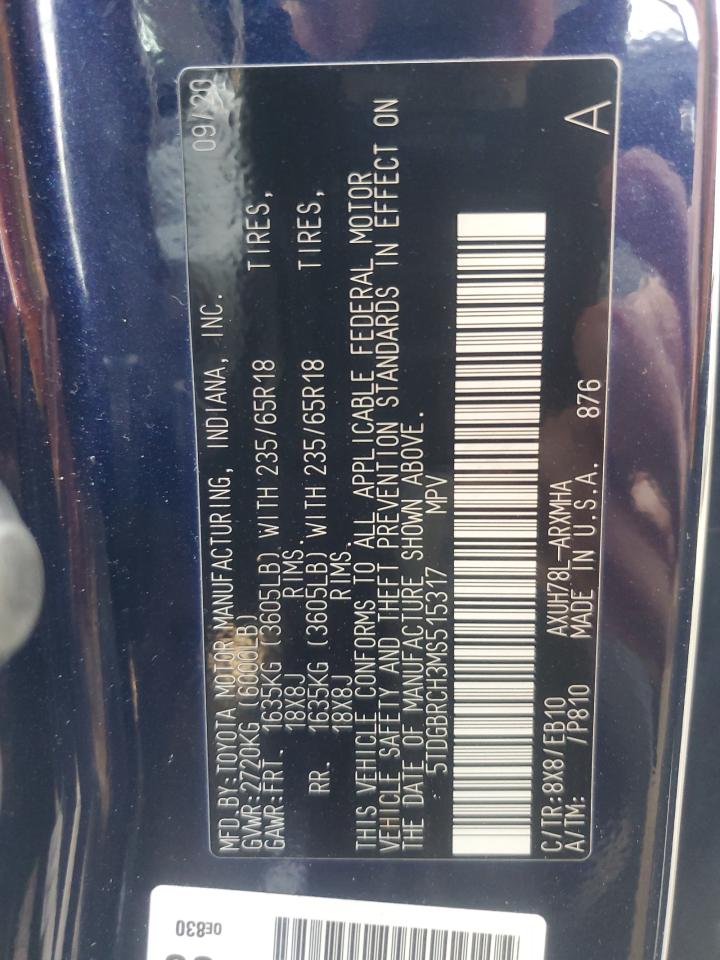 MFD.BY:TOYOTA MOTOR MANUFACTURING, INDIANA, INC. 09/20
GVWR:2720KG (6000LB)
GAWR:FRT. 1635KG (3605LB) WITH 235/65R18 TIRES,
18X8J RIMS.
RR. 1635KG (3605LB) WITH 235/65R18 TIRES,
18X8J RIMS.
THIS VEHICLE CONFORMS TO ALL APPLICABLE FEDERAL MOTOR
VEHICLE SAFETY AND THEFT PREVENTION STANDARDS IN EFFECT ON
THE DATE OF MANUFACTURE SHOWN ABOVE.
5TDGBRCH3MS515317 MPV
C/TR:8X8/EB10 AXUH78L-ARXMHA A
A/TM: /P810 MADE IN U.S.A. 876
0E830